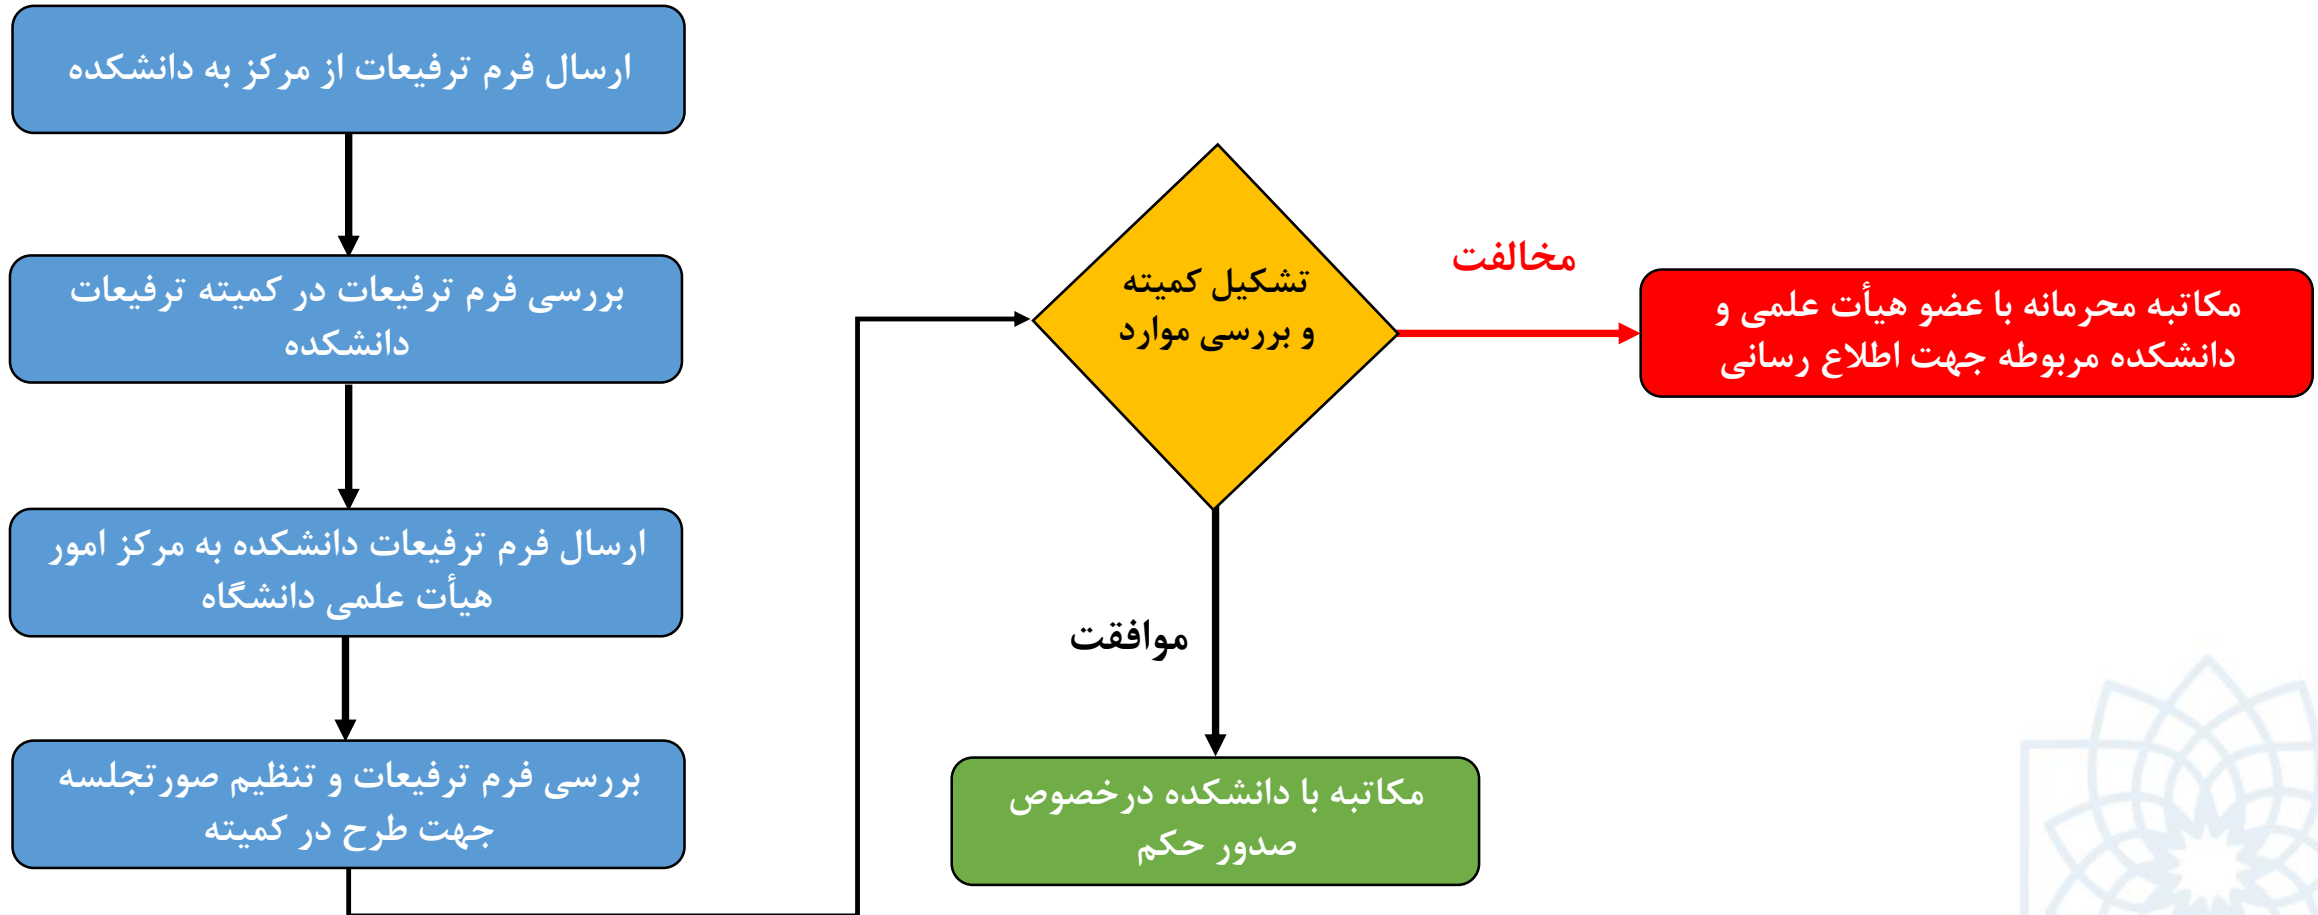 ارسال فرم ترفیعات از مرکز به دانشکده
بررسی فرم ترفیعات در کمیته ترفیعات
دانشکده
ارسال فرم ترفیعات دانشکده به مرکز امور
هیأت علمی دانشگاه
بررسی فرم ترفیعات و تنظیم صورتجلسه
جهت طرح در کمیته
تشکیل کمیته
و بررسی موارد
مخالفت
مکاتبه محرمانه با عضو هیأت علمی و
دانشکده مربوطه جهت اطلاع رسانی
موافقت
مکاتبه با دانشکده درخصوص
صدور حکم